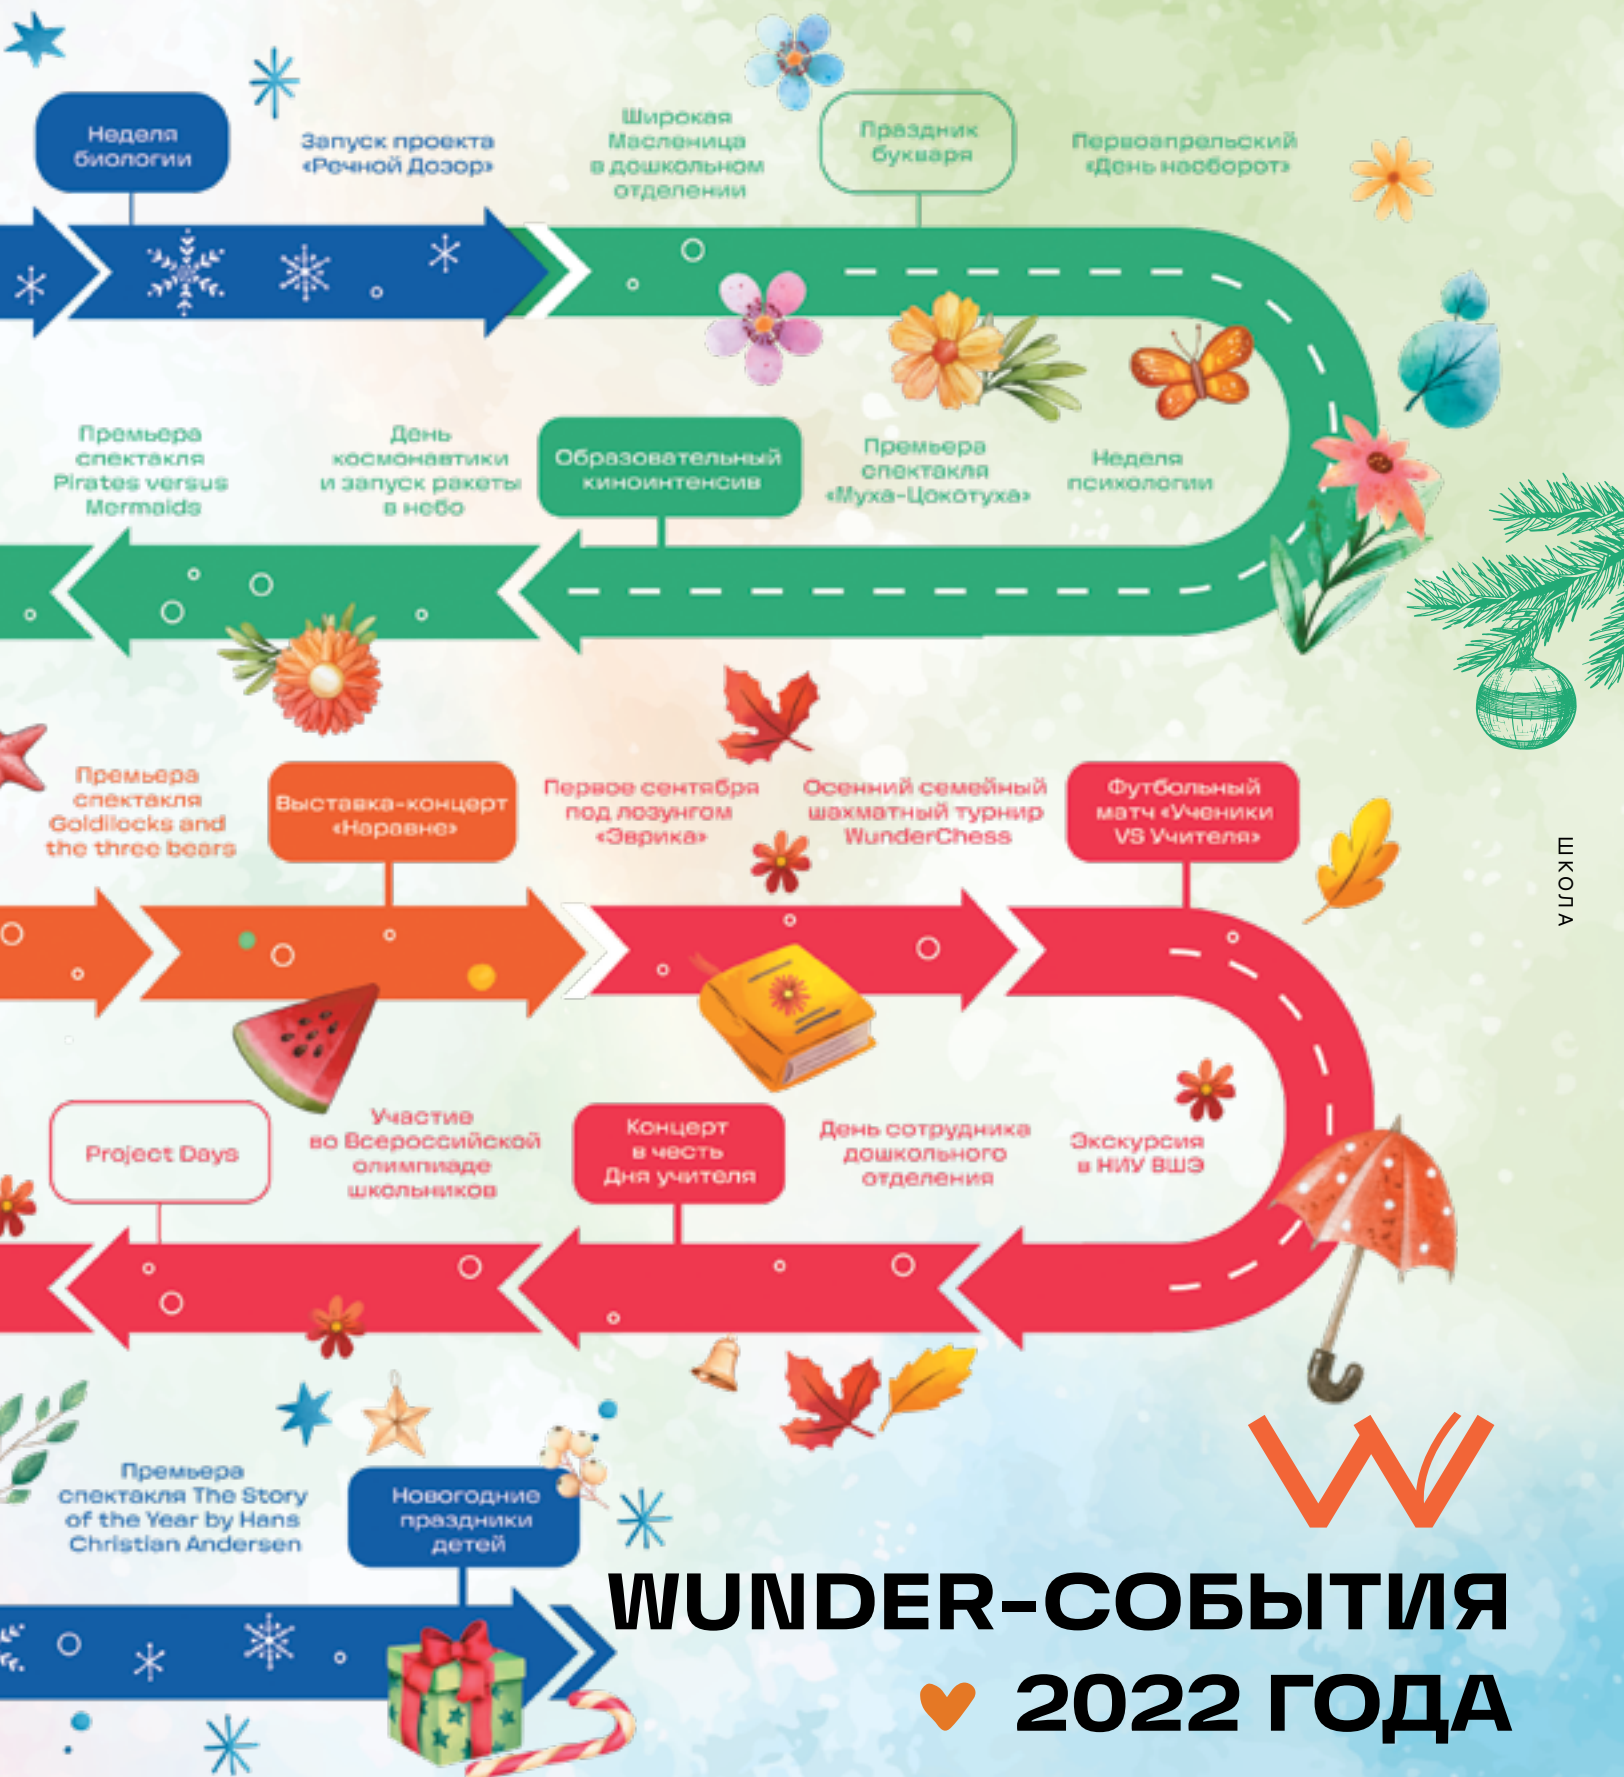 Неделя
биологии
Запуск проекта
«Речной Дозор»
Широкая
Масленица
в дошкольном
отделении
Праздник
букваря
Первоапрельский
«День наоборот»
Премьера
спектакля
Pirates versus
Mermaids
День
космонавтики
и запуск ракеты
в небо
Образовательный
киноинтенсив
Премьера
спектакля
«Муха-Цокотуха»
Неделя
психологии
Премьера
спектакля
Goldilocks and
the three bears
Выставка-концерт
«Наравне»
Первое сентября
под лозунгом
«Эврика»
Осенний семейный
шахматный турнир
WunderChess
Футбольный
матч «Ученики
VS Учителя»
ШКОЛА
Project Days
Участие
во Всероссийской
олимпиаде
школьников
Концерт
в честь
Дня учителя
День сотрудника
дошкольного
отделения
Экскурсия
в НИУ ВШЭ
Премьера
спектакля The Story
of the Year by Hans
Christian Andersen
Новогодние
праздники
детей
WUNDER-СОБЫТИЯ
2022 ГОДА